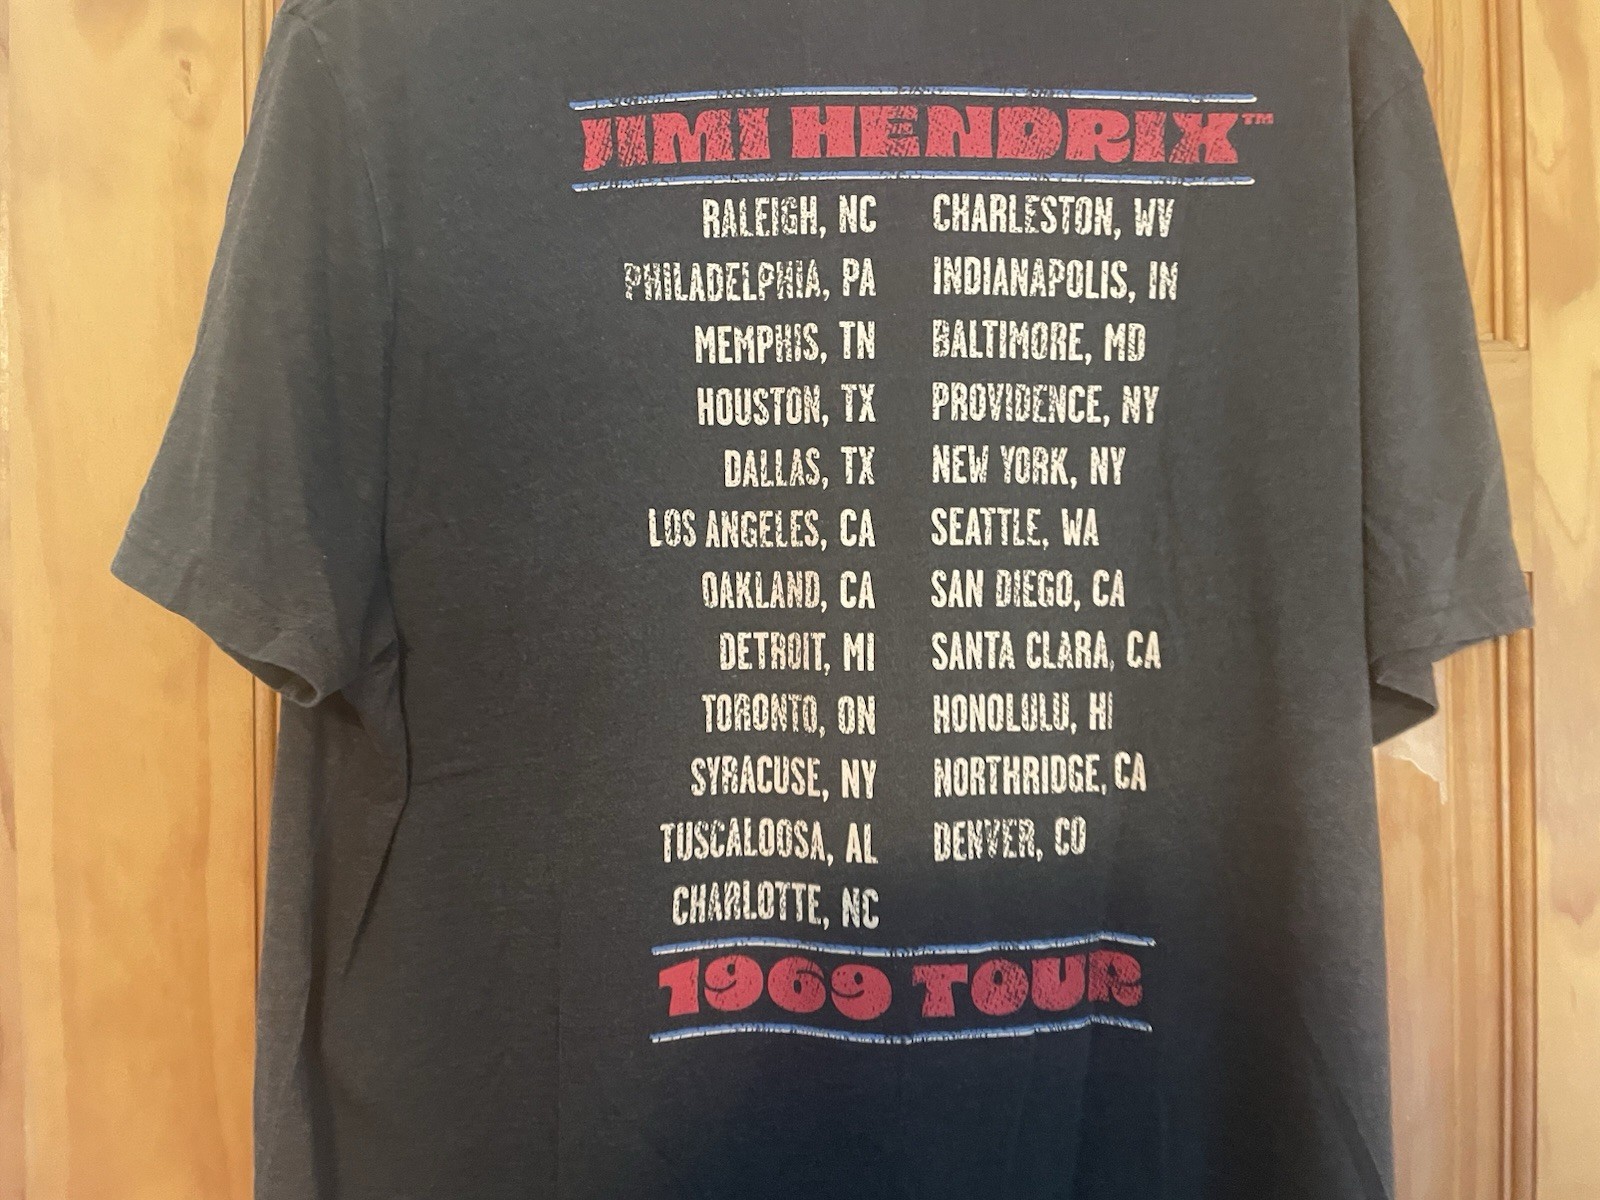 JIMI HENDRIX™
RALEIGH, NC
PHILADELPHIA, PA
MEMPHIS, TN
HOUSTON, TX
DALLAS, TX
LOS ANGELES, CA
OAKLAND, CA
DETROIT, MI
TORONTO, ON
SYRACUSE, NY
TUSCALOOSA, AL
CHARLOTTE, NC
CHARLESTON, WV
INDIANAPOLIS, IN
BALTIMORE, MD
PROVIDENCE, NY
NEW YORK, NY
SEATTLE, WA
SAN DIEGO, CA
SANTA CLARA, CA
HONOLULU, HI
NORTHRIDGE, CA
DENVER, CO
1969 TOUR